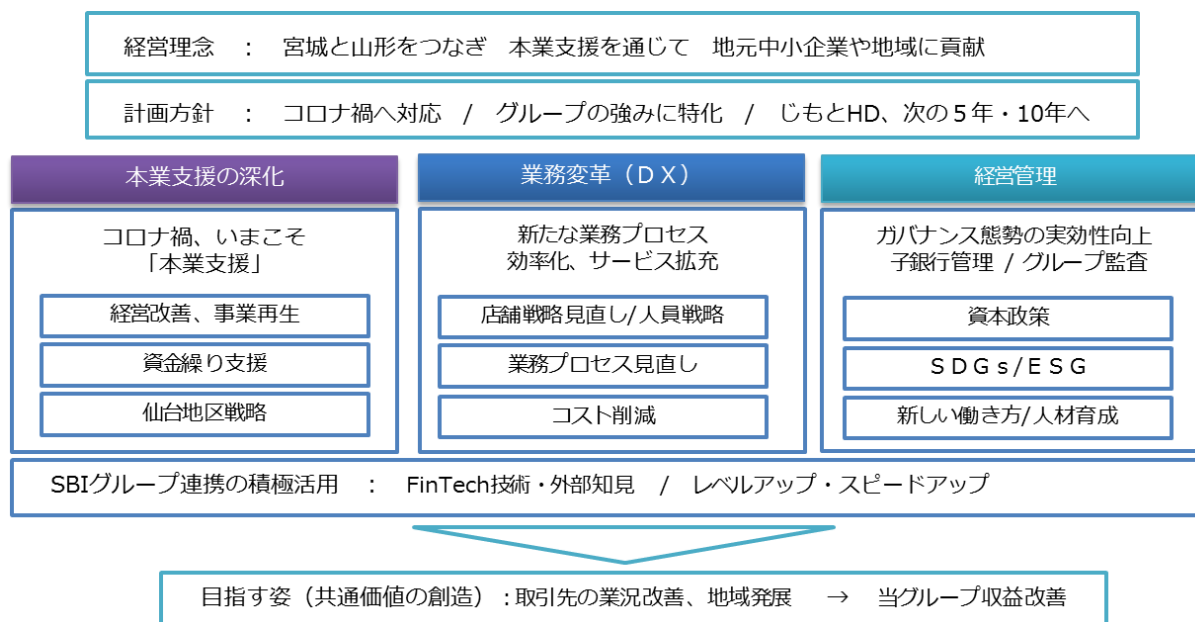 経営理念 ： 宮城と山形をつなぎ 本業支援を通じて 地元中小企業や地域に貢献
計画方針 ： コロナ禍へ対応 / グループの強みに特化 / じもとHD、次の５年・10年へ
本業支援の深化
コロナ禍、いまこそ
「本業支援」
経営改善、事業再生
資金繰り支援
仙台地区戦略
業務変革（ＤＸ）
新たな業務プロセス
効率化、サービス拡充
店舗戦略見直し/人員戦略
業務プロセス見直し
コスト削減
経営管理
ガバナンス態勢の実効性向上
子銀行管理 / グループ監査
資本政策
ＳＤＧｓ/ＥＳＧ
新しい働き方/人材育成
SBIグループ連携の積極活用 ： FinTech技術・外部知見 / レベルアップ・スピードアップ
目指す姿（共通価値の創造）：取引先の業況改善、地域発展 → 当グループ収益改善